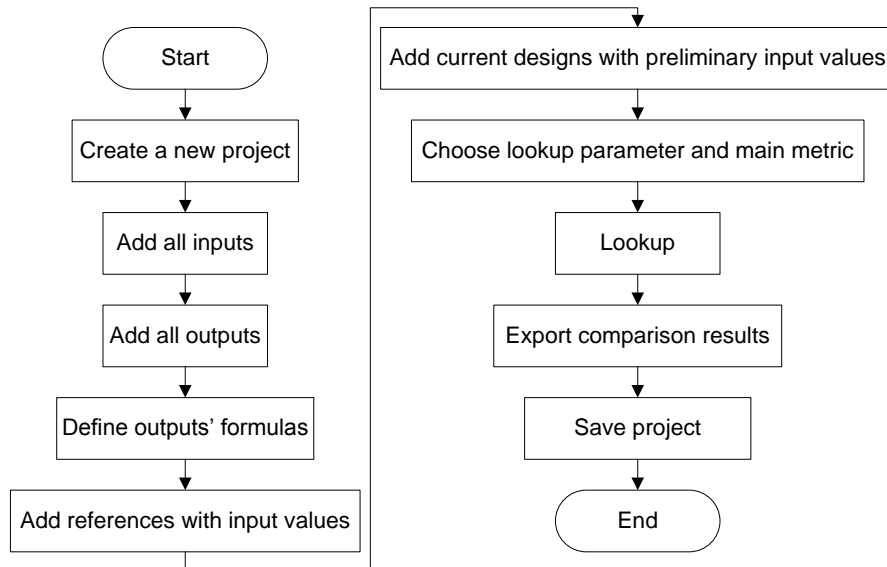 Start
Create a new project
Add all inputs
Add all outputs
Define outputs’ formulas
Add references with input values
Add current designs with preliminary input values
Choose lookup parameter and main metric
Lookup
Export comparison results
Save project
End